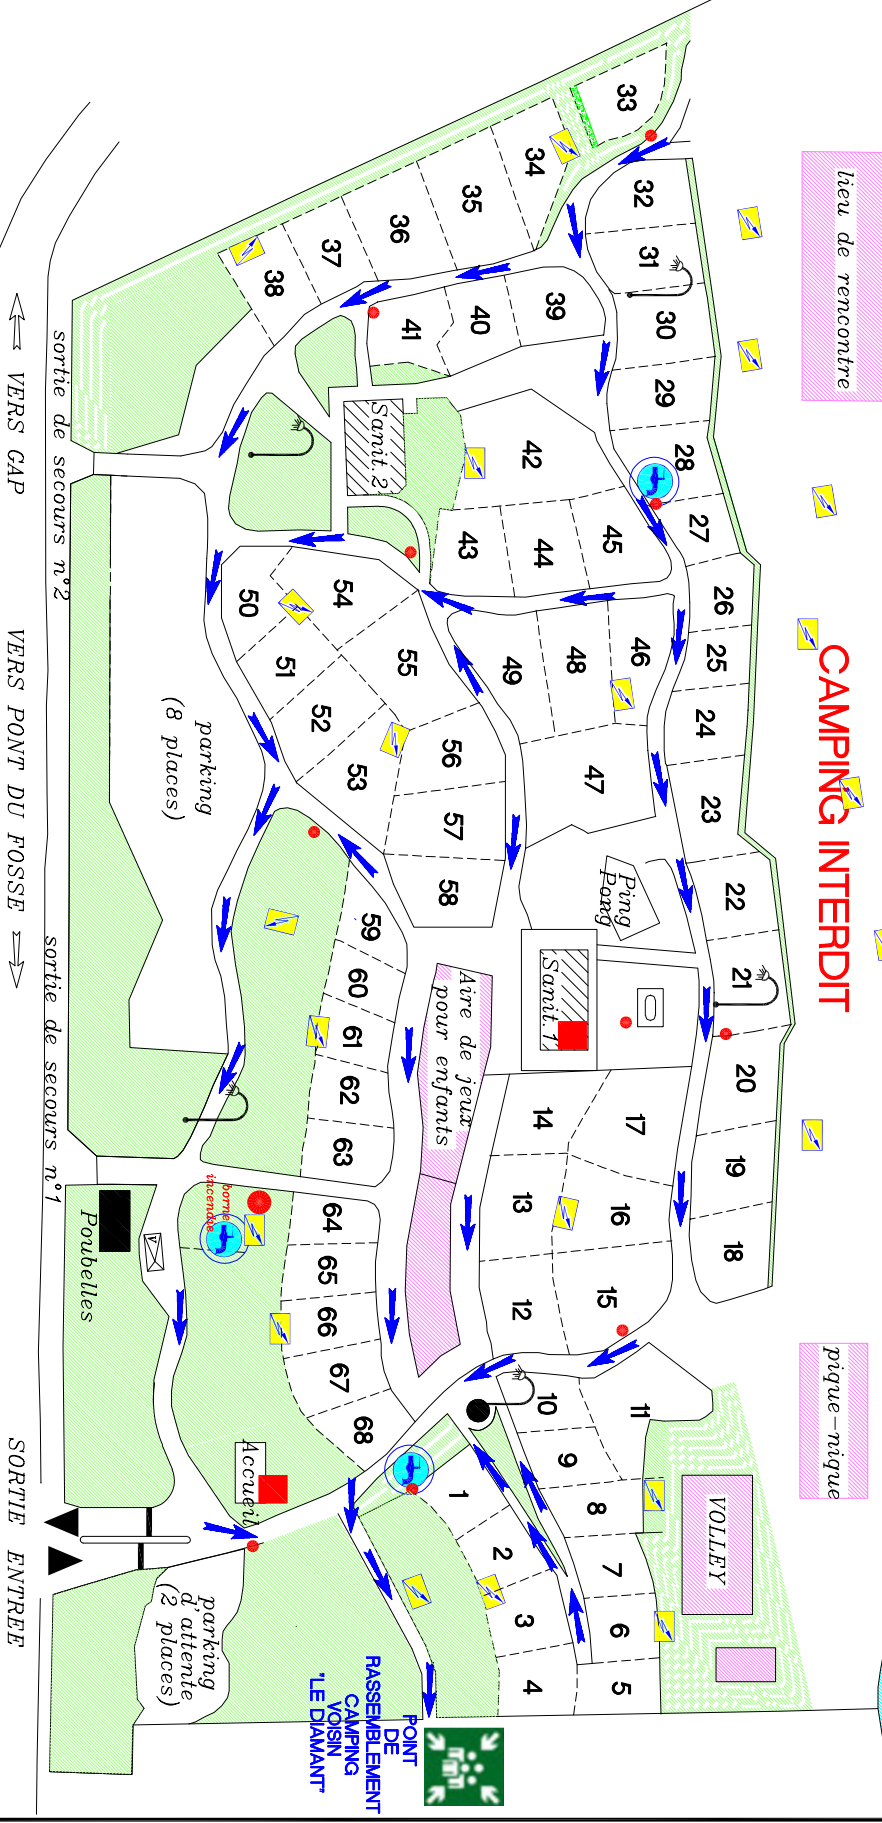 lieu de rencontre
CAMPING INTERDIT
pique-nique
VOLLEY
33
32
31
30
29
28
27
26
25
24
23
22
21
20
19
18
34
35
36
37
38
39
40
41
42
43
44
45
46
47
48
49
50
51
52
53
54
55
56
57
58
59
60
61
62
63
64
65
66
67
68
17
16
15
14
13
12
11
10
9
8
7
6
5
4
3
2
1
Sanit.2
Ping
Pong
Sanit.1
Aire de jeux
pour enfants
parking
(8 places)
borne
incendie
Poubelles
Accueil
parking
d'attente
(2 places)
POINT
DE
RASSEMBLEMENT
CAMPING
VOISIN
"LE DIAMANT"
sortie de secours n°2
sortie de secours n°1
VERS GAP
VERS PONT DU FOSSE
SORTIE ENTREE